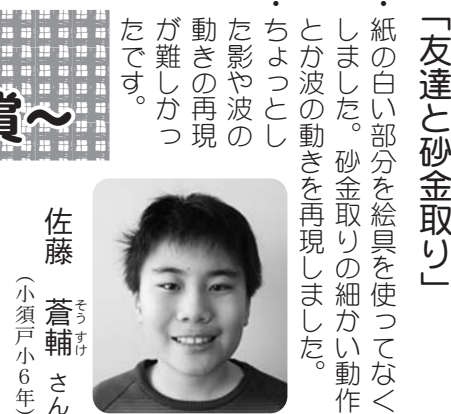 「友達と砂金取り」
・紙の白い部分を絵具を使ってなく
しました。砂金取りの細かい動作
とか波の動きを再現しました。
・ちょっとし
た影や波の
動きの再現
が難しかっ
たです。
賞～
佐藤 蒼輔 さん
そうすけ
（小須戸小6年）